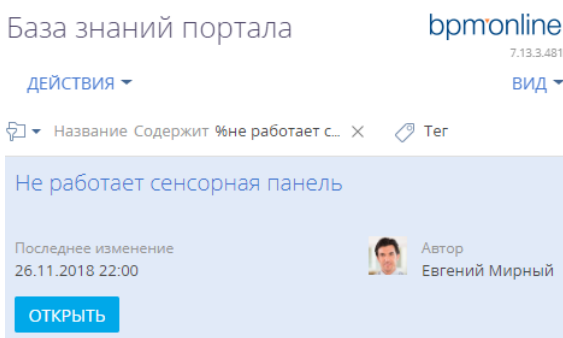 База знаний портала
bpm'online
7.13.3.481
ДЕЙСТВИЯ
ВИД
Название Содержит %не работает с...
Тег
Не работает сенсорная панель
Последнее изменение
26.11.2018 22:00
Автор
Евгений Мирный
ОТКРЫТЬ